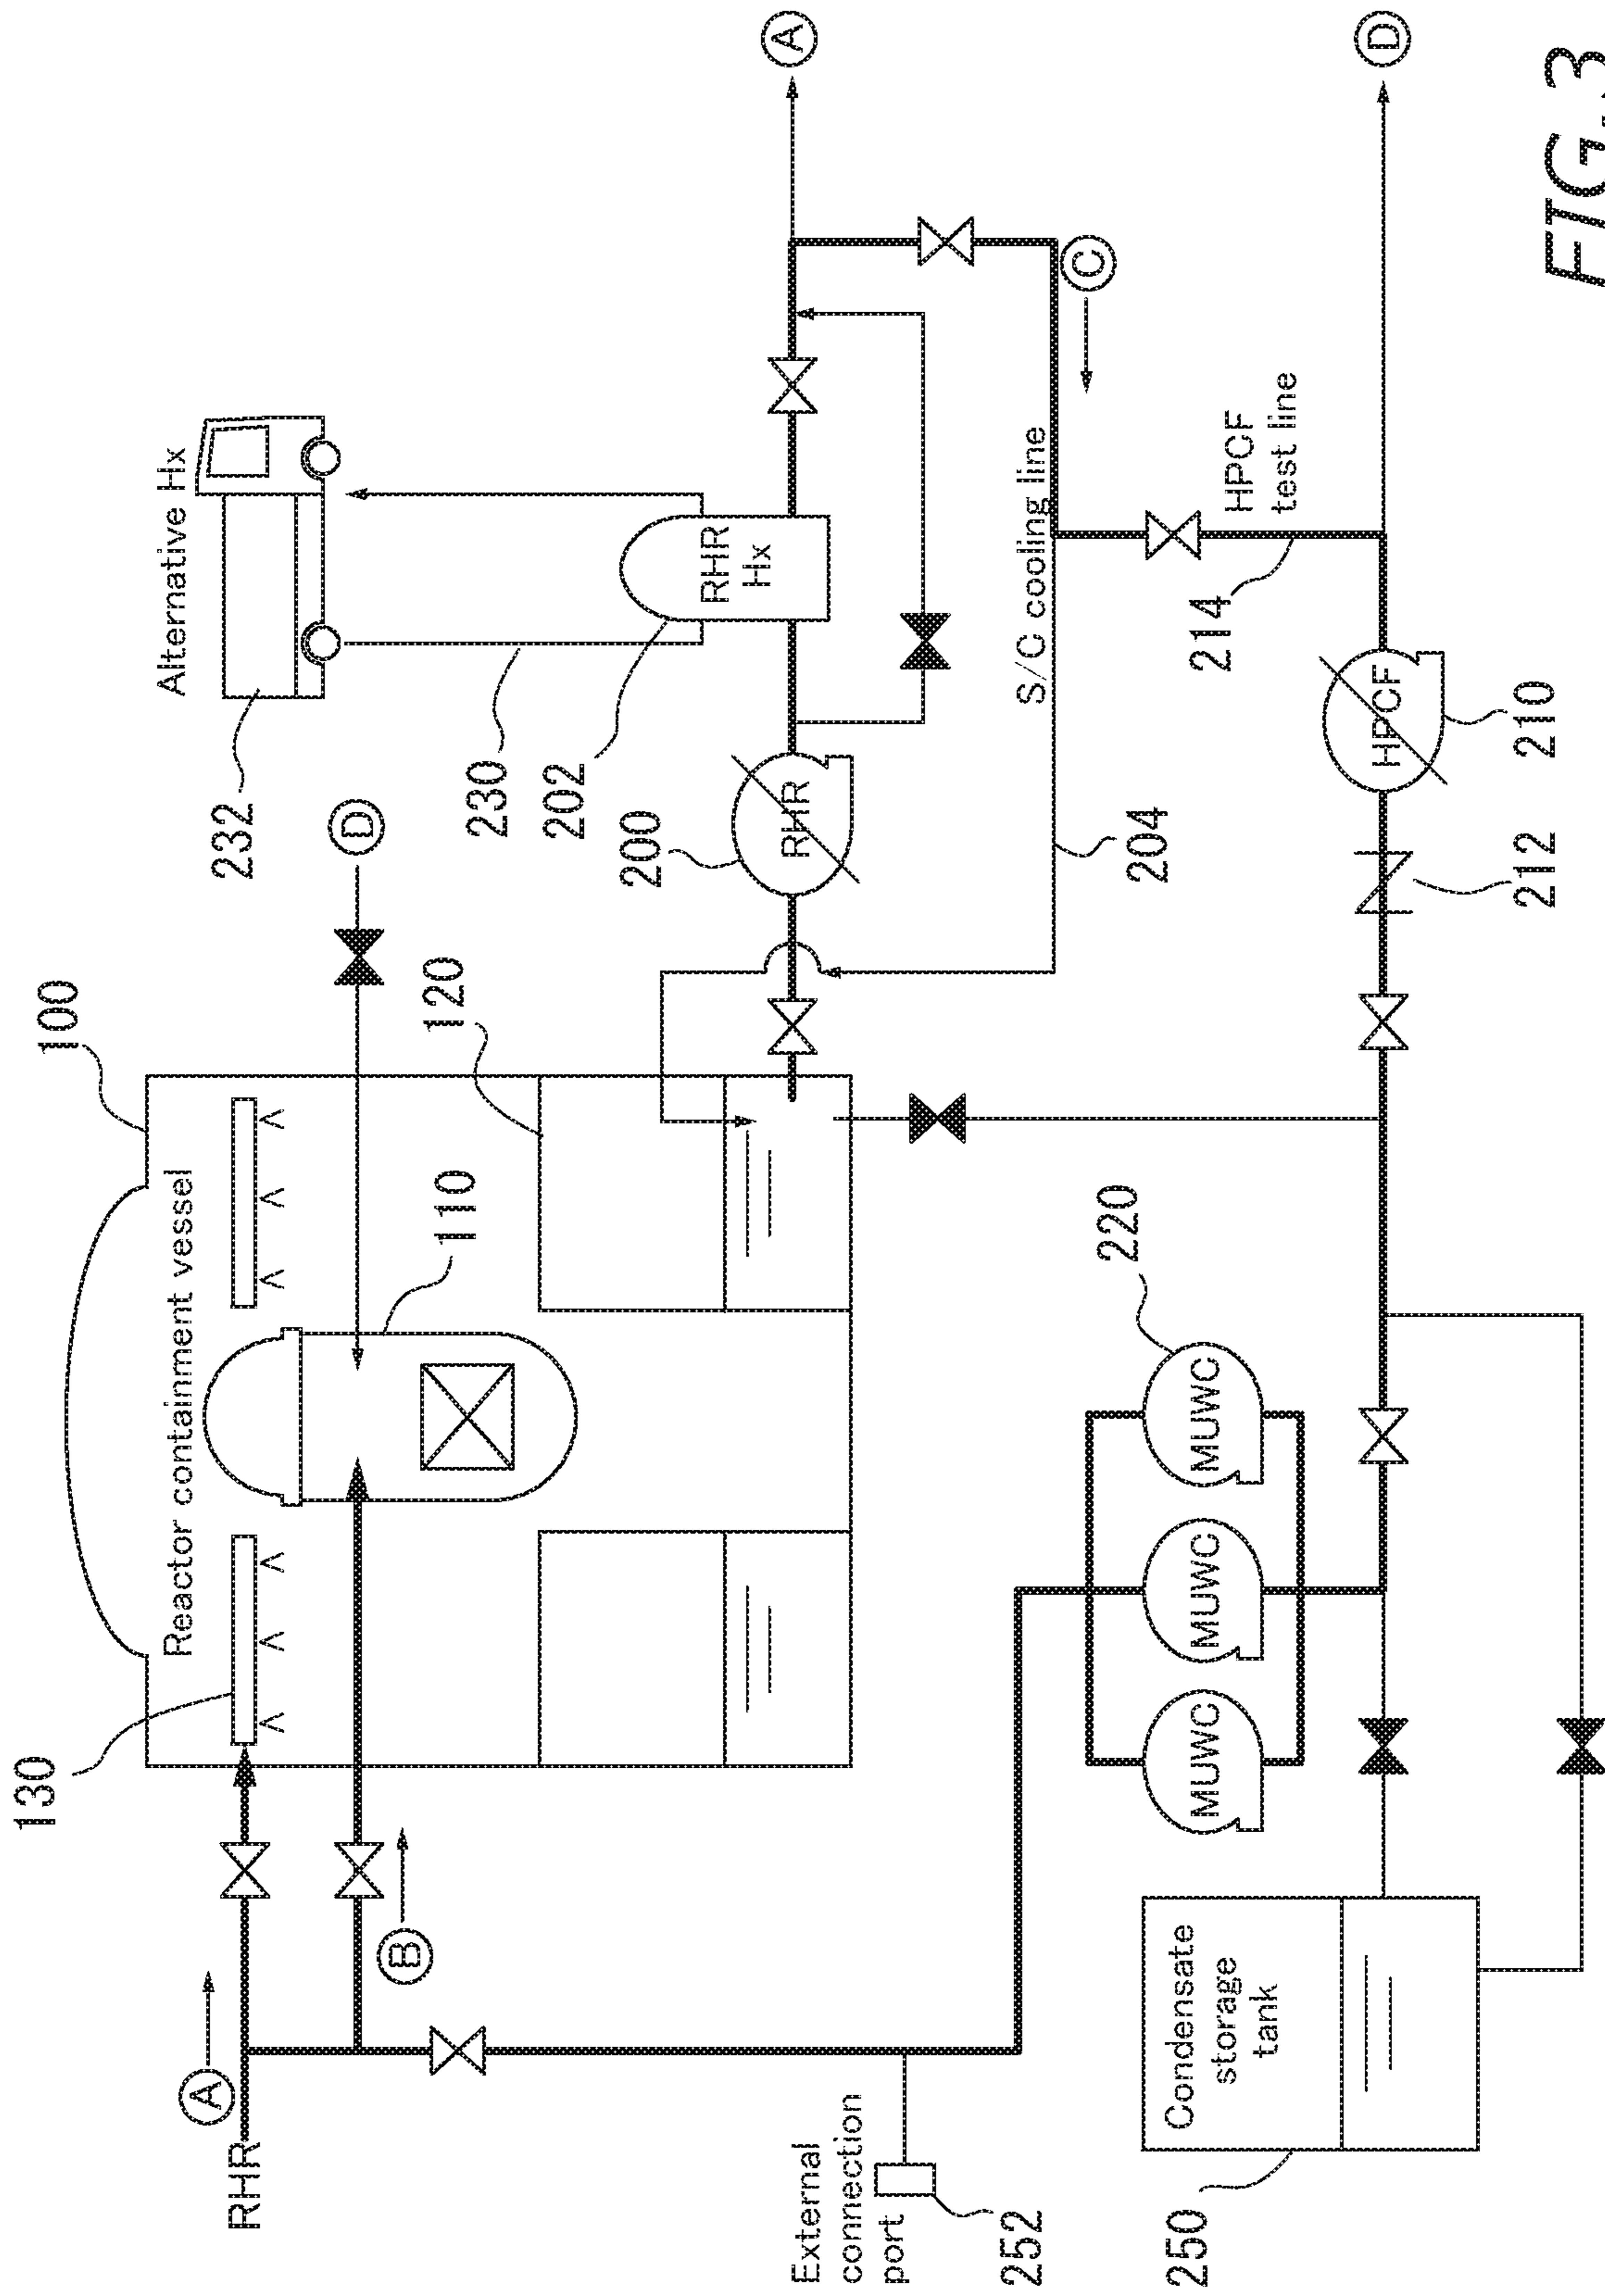 FIG.3
100
Reactor containment vessel
130
110
120
A
RHR
B
D
232
Alternative Hx
230
202
RHR
Hx
200
RHR
A
S/C cooling line
C
204
HPCF
test line
214
HPCF
210
212
D
220
MUWC
MUWC
MUWC
External
connection
port
252
Condensate
storage
tank
250